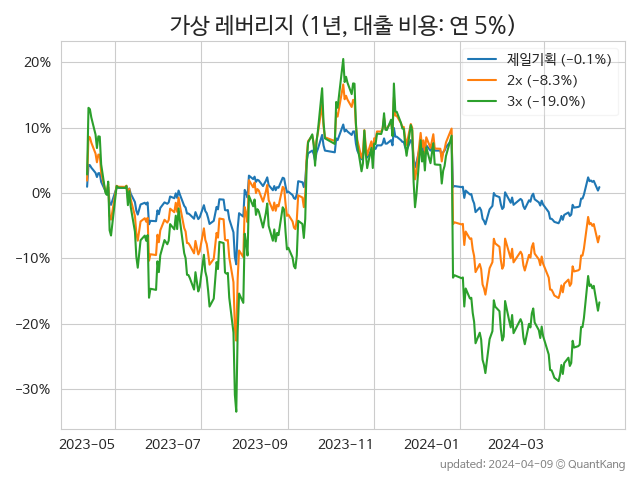 가상 레버리지 (1년, 대출 비용: 연 5%)
제일기획 (−0.1%)
2x (−8.3%)
3x (−19.0%)
20%
10%
0%
−10%
−20%
−30%
2023-05 2023-07 2023-09 2023-11 2024-01 2024-03
updated: 2024-04-09 © QuantKang